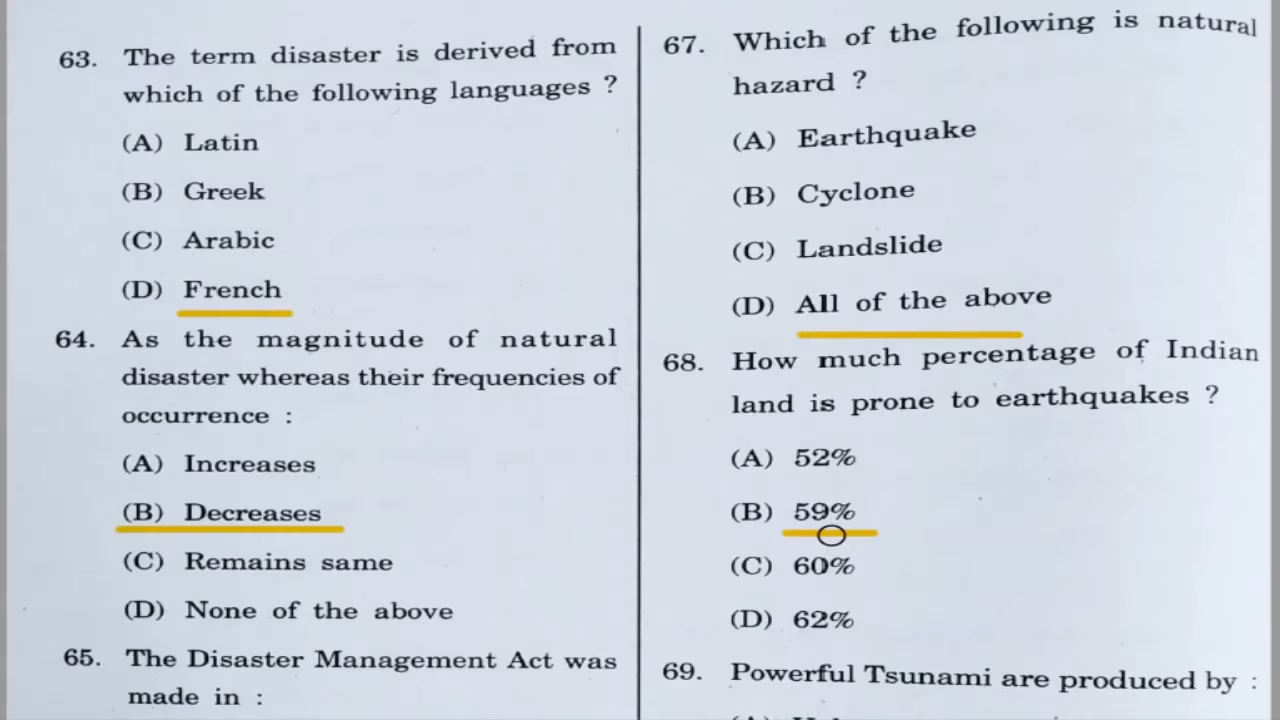 63. The term disaster is derived from
which of the following languages ?
(A) Latin
(B) Greek
(C) Arabic
(D) French
64. As the magnitude of natural
disaster whereas their frequencies of
occurrence :
(A) Increases
(B) Decreases
(C) Remains same
(D) None of the above
65. The Disaster Management Act was
made in :
67. Which of the following is natural
hazard ?
(A) Earthquake
(B) Cyclone
(C) Landslide
(D) All of the above
68. How much percentage of Indian
land is prone to earthquakes ?
(A) 52%
(B) 59%
(C) 60%
(D) 62%
69. Powerful Tsunami are produced by :